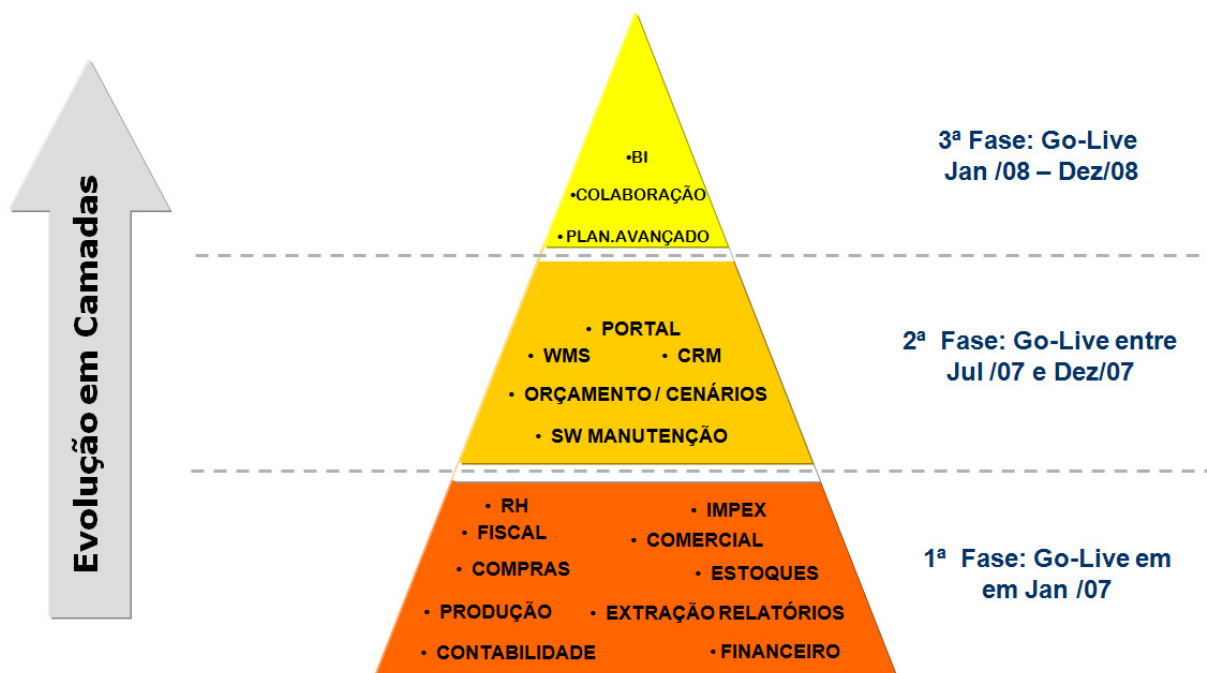 Evolução em Camadas
•BI
•COLABORAÇÃO
• PLAN.AVANÇADO
3ª Fase: Go-Live
Jan /08 – Dez/08
• PORTAL
• WMS • CRM
• ORÇAMENTO / CENÁRIOS
• SW MANUTENÇÃO
2ª Fase: Go-Live entre
Jul /07 e Dez/07
• RH • IMPEX
• FISCAL • COMERCIAL
• COMPRAS • ESTOQUES
• PRODUÇÃO • EXTRAÇÃO RELATÓRIOS
• CONTABILIDADE • FINANCEIRO
1ª Fase: Go-Live em
em Jan /07